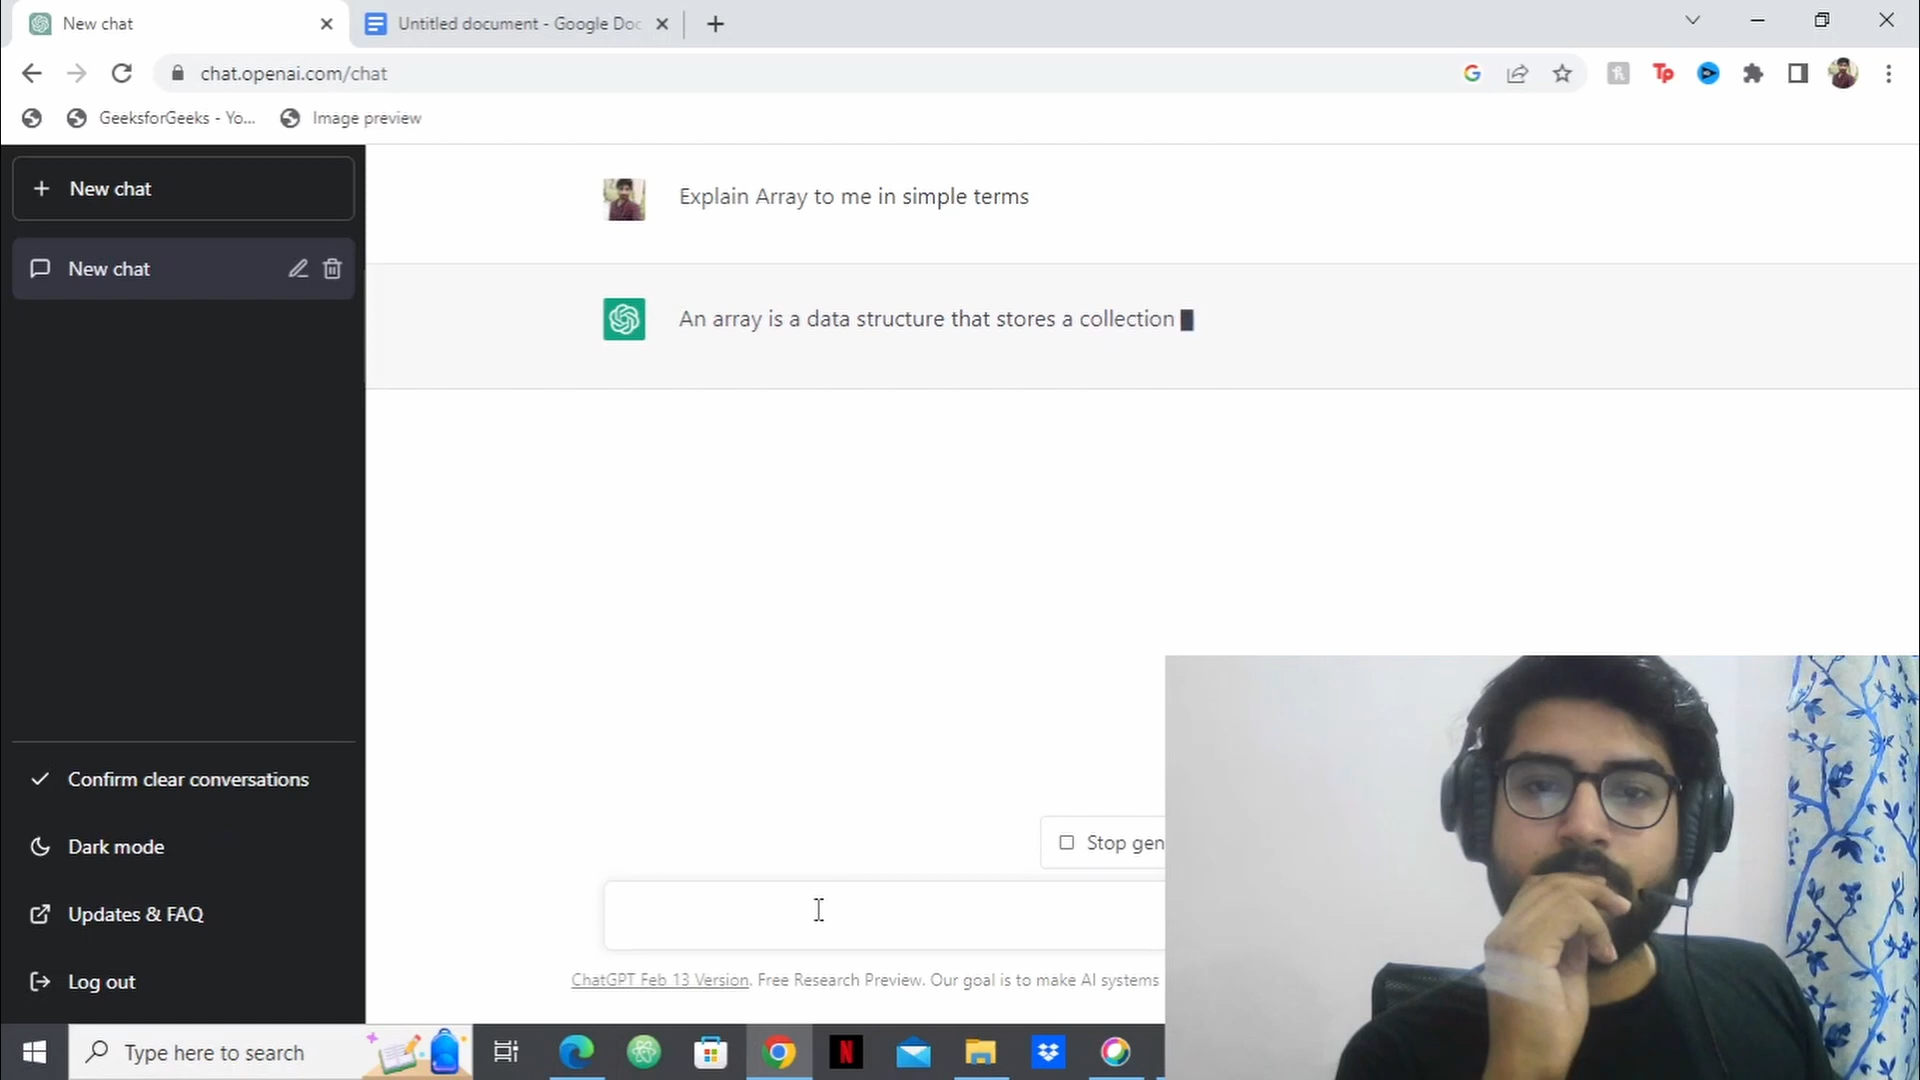 New chat
Untitled document - Google Doc
chat.openai.com/chat
GeeksforGeeks - Yo...
Image preview
New chat
New chat
Explain Array to me in simple terms
An array is a data structure that stores a collection
Confirm clear conversations
Dark mode
Updates & FAQ
Log out
Stop gen
ChatGPT Feb 13 Version. Free Research Preview. Our goal is to make AI systems
Type here to search